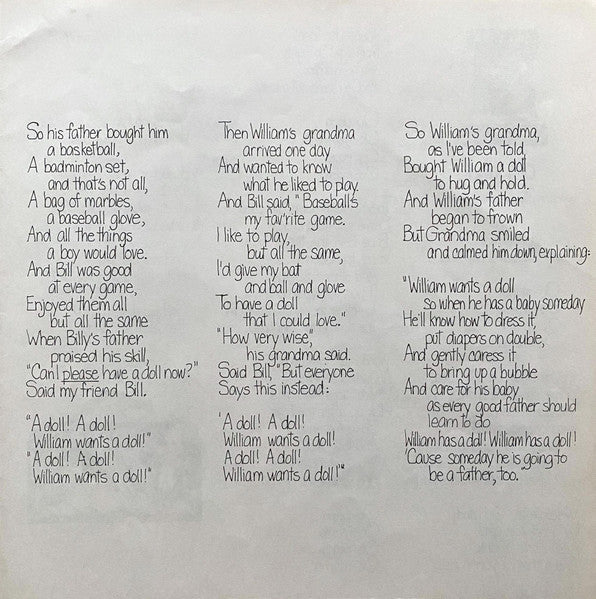 So his father bought him
a basketball,
A badminton set,
and that's not all,
A bag of marbles,
a baseball glove,
And all the things
a boy would love.
And Bill was good
at every game,
Enjoyed them all
but all the same
When Billy's father
praised his skill,
"Can I please have a doll now?"
Said my friend Bill.
"A doll! A doll!
William wants a doll!"
"A doll! A doll!
William wants a doll!"
Then William's grandma
arrived one day
And wanted to know
what he liked to play.
And Bill said, "Baseball's
my fav'rite game.
I like to play,
but all the same,
I'd give my bat
and ball and glove
To have a doll
that I could love."
"How very wise,"
his grandma said.
Said Bill, "But everyone
Says this instead:
'A doll! A doll!
William wants a doll!
A doll! A doll!
William wants a doll!'"
So William's grandma,
as I've been told,
Bought William a doll
to hug and hold.
And William's father
began to frown
But Grandma smiled
and calmed him down, explaining:
"William wants a doll
so when he has a baby someday
He'll know how to dress it,
put diapers on double,
And gently caress it
to bring up a bubble
And care for his baby
as every good father should
learn to do
William has a doll! William has a doll!
'Cause someday he is going to
be a father, too."